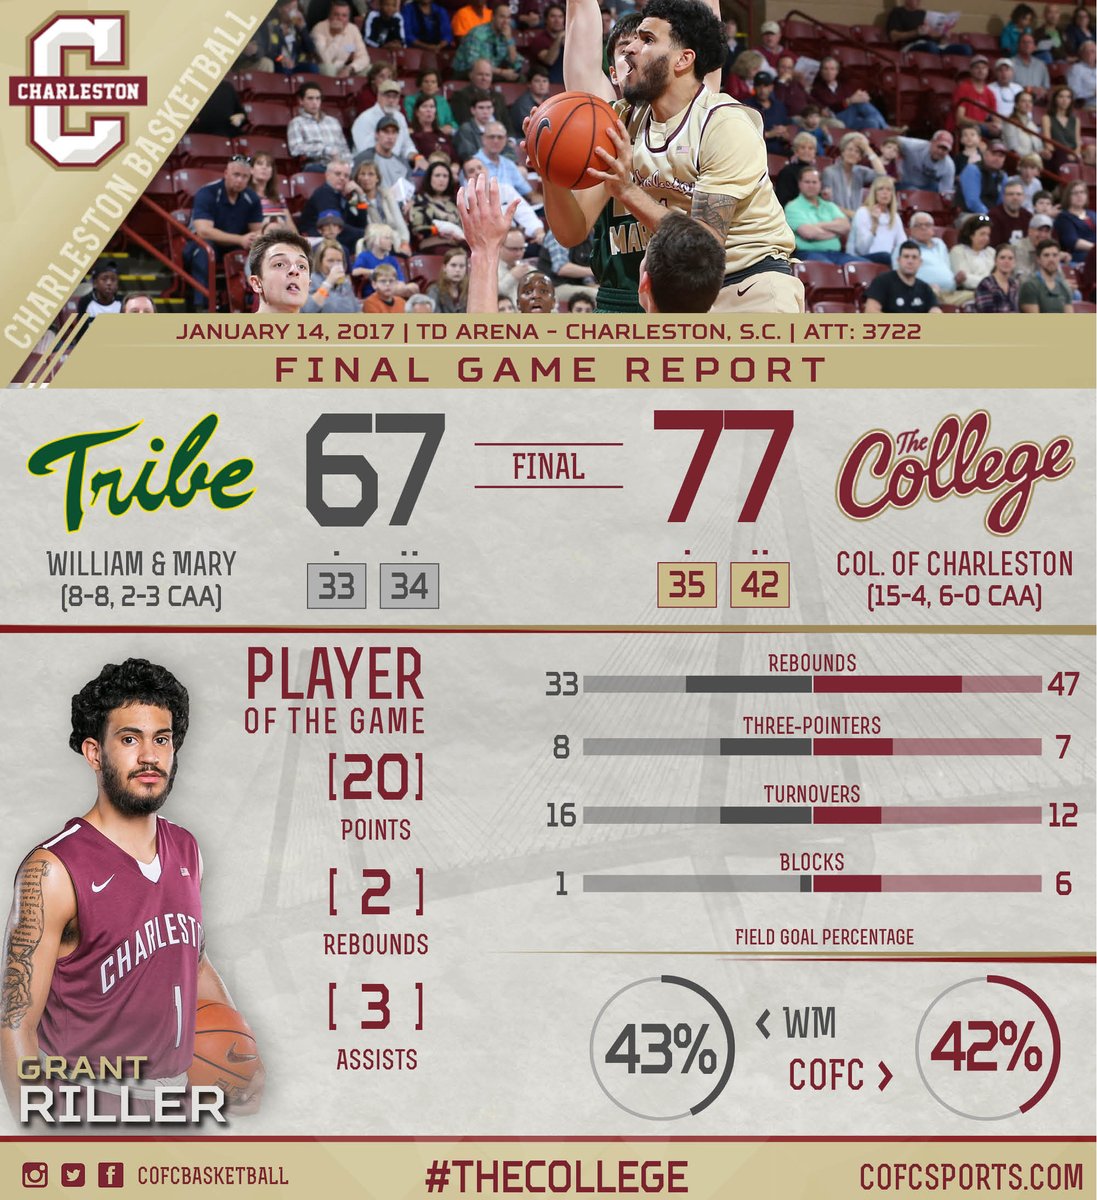 CHARLESTON
CHARLESTON BASKETBALL
MAR
JANUARY 14, 2017 | TD ARENA - CHARLESTON, S.C. | ATT: 3722
FINAL GAME REPORT
Tribe
67
FINAL
77
The College
WILLIAM & MARY
(8-8, 2-3 CAA)
33 34
35 42
COL. OF CHARLESTON
(15-4, 6-0 CAA)
PLAYER
OF THE GAME
[20]
POINTS
[ 2 ]
REBOUNDS
[ 3 ]
ASSISTS
CHARLEST
1
GRANT
RILLER
REBOUNDS
33 47
THREE-POINTERS
8 7
TURNOVERS
16 12
BLOCKS
1 6
FIELD GOAL PERCENTAGE
43%
< WM
COFC >
42%
COFCBASKETBALL
#THECOLLEGE
COFCSPORTS.COM